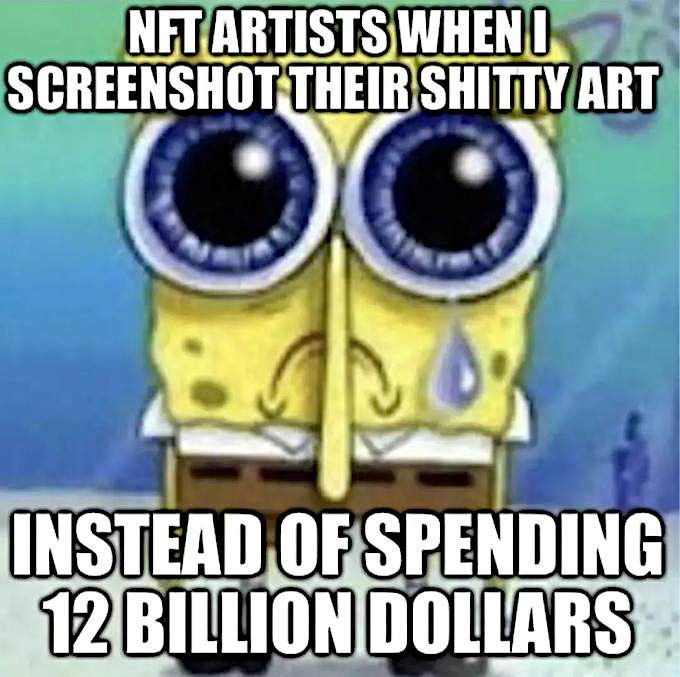 NFT ARTISTS WHEN I
SCREENSHOT THEIR SHITTY ART
INSTEAD OF SPENDING
12 BILLION DOLLARS